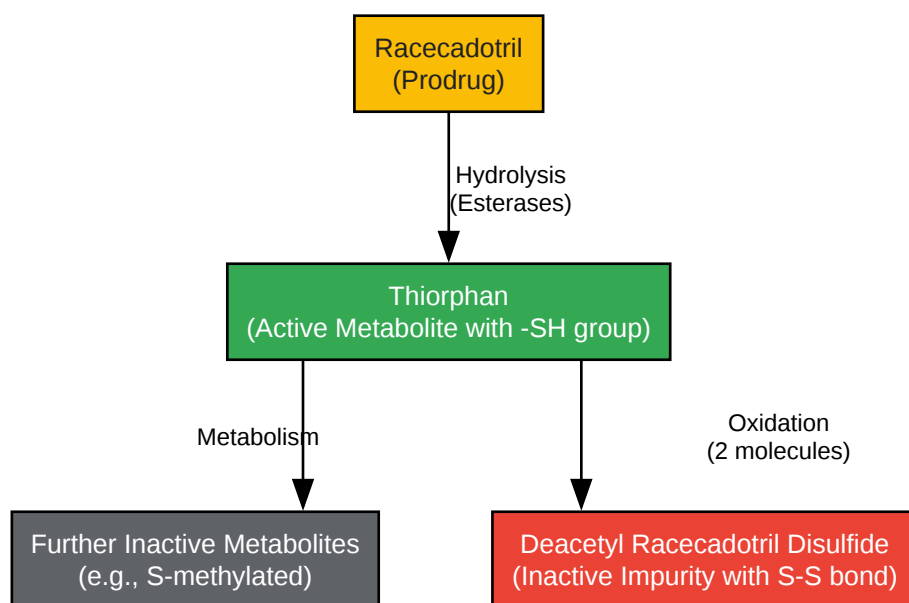 Racecadotril
(Prodrug)
Hydrolysis
(Esterases)
Thiorphan
(Active Metabolite with -SH group)
Metabolism
Oxidation
(2 molecules)
Further Inactive Metabolites
(e.g., S-methylated)
Deacetyl Racecadotril Disulfide
(Inactive Impurity with S-S bond)